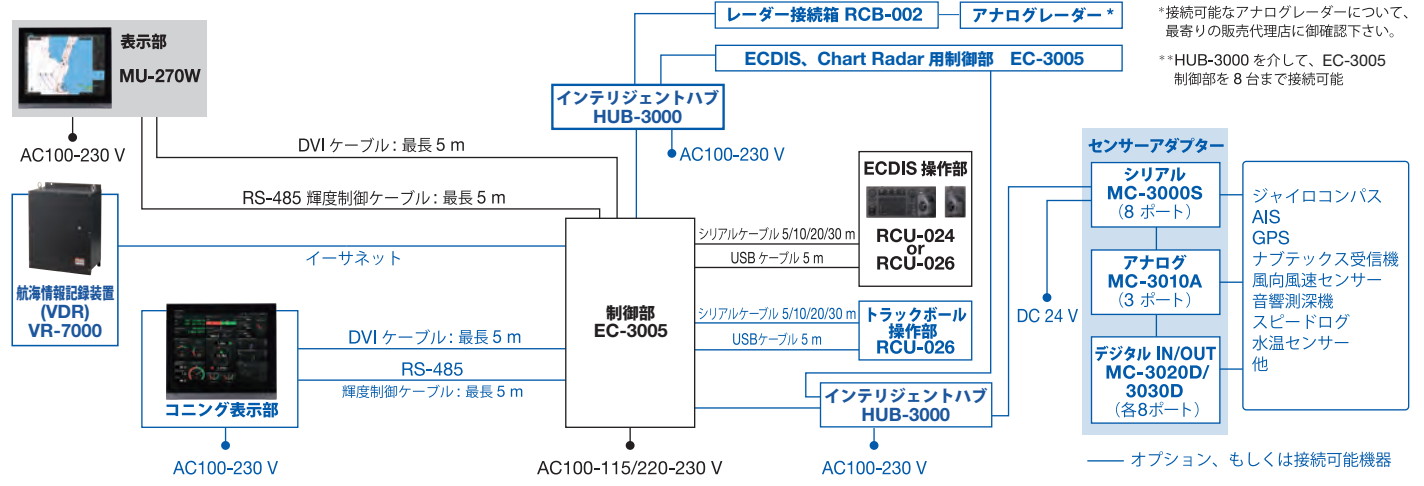 レーダー接続箱 RCB-002
アナログレーダー *
*接続可能なアナログレーダーについて、
最寄りの販売代理店に御確認下さい。
ECDIS、Chart Radar 用制御部 EC-3005
**HUB-3000 を介して、EC-3005
制御部を 8 台まで接続可能
表示部
MU-270W
AC100-230 V
インテリジェントハブ
HUB-3000
AC100-230 V
DVI ケーブル : 最長 5 m
RS-485 輝度制御ケーブル : 最長 5 m
イーサネット
航海情報記録装置
(VDR)
VR-7000
DVI ケーブル : 最長 5 m
RS-485
輝度制御ケーブル : 最長 5 m
コニング表示部
AC100-230 V
制御部
EC-3005
AC100-115/220-230 V
シリアルケーブル 5/10/20/30 m
USB ケーブル 5 m
ECDIS 操作部
RCU-024
or
RCU-026
シリアルケーブル 5/10/20/30 m
USBケーブル 5 m
トラックボール
操作部
RCU-026
インテリジェントハブ
HUB-3000
AC100-230 V
DC 24 V
センサーアダプター
シリアル
MC-3000S
(8 ポート)
アナログ
MC-3010A
(3 ポート)
デジタル IN/OUT
MC-3020D/
3030D
(各8ポート)
ジャイロコンパス
AIS
GPS
ナブテックス受信機
風向風速センサー
音響測深機
スピードログ
水温センサー
他
オプション、もしくは接続可能機器